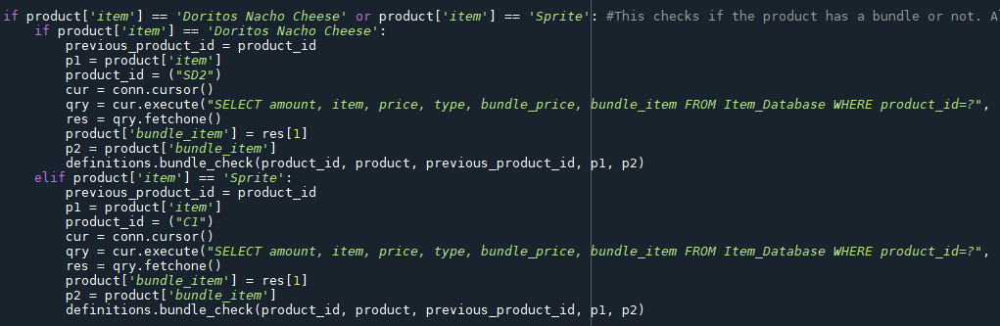 if product['item'] == 'Doritos Nacho Cheese' or product['item'] == 'Sprite': #This checks if the product has a bundle or not.
if product['item'] == 'Doritos Nacho Cheese':
previous_product_id = product_id
p1 = product['item']
product_id = ("SD2")
cur = conn.cursor()
qry = cur.execute("SELECT amount, item, price, type, bundle_price, bundle_item FROM Item_Database WHERE product_id=?",
res = qry.fetchone()
product['bundle_item'] = res[1]
p2 = product['bundle_item']
definitions.bundle_check(product_id, product, previous_product_id, p1, p2)
elif product['item'] == 'Sprite':
previous_product_id = product_id
p1 = product['item']
product_id = ("C1")
cur = conn.cursor()
qry = cur.execute("SELECT amount, item, price, type, bundle_price, bundle_item FROM Item_Database WHERE product_id=?",
res = qry.fetchone()
product['bundle_item'] = res[1]
p2 = product['bundle_item']
definitions.bundle_check(product_id, product, previous_product_id, p1, p2)